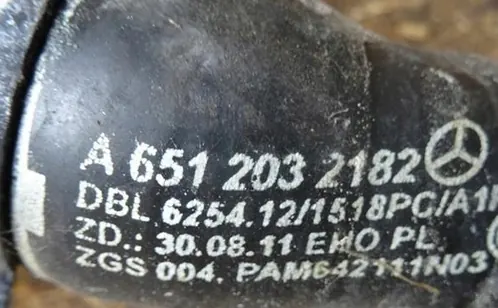 A 651 203 2182
DBL 6254.12/1518PC/A1
ZD.: 30.08.11 EHO PL.
ZGS 004. PAM642111N03